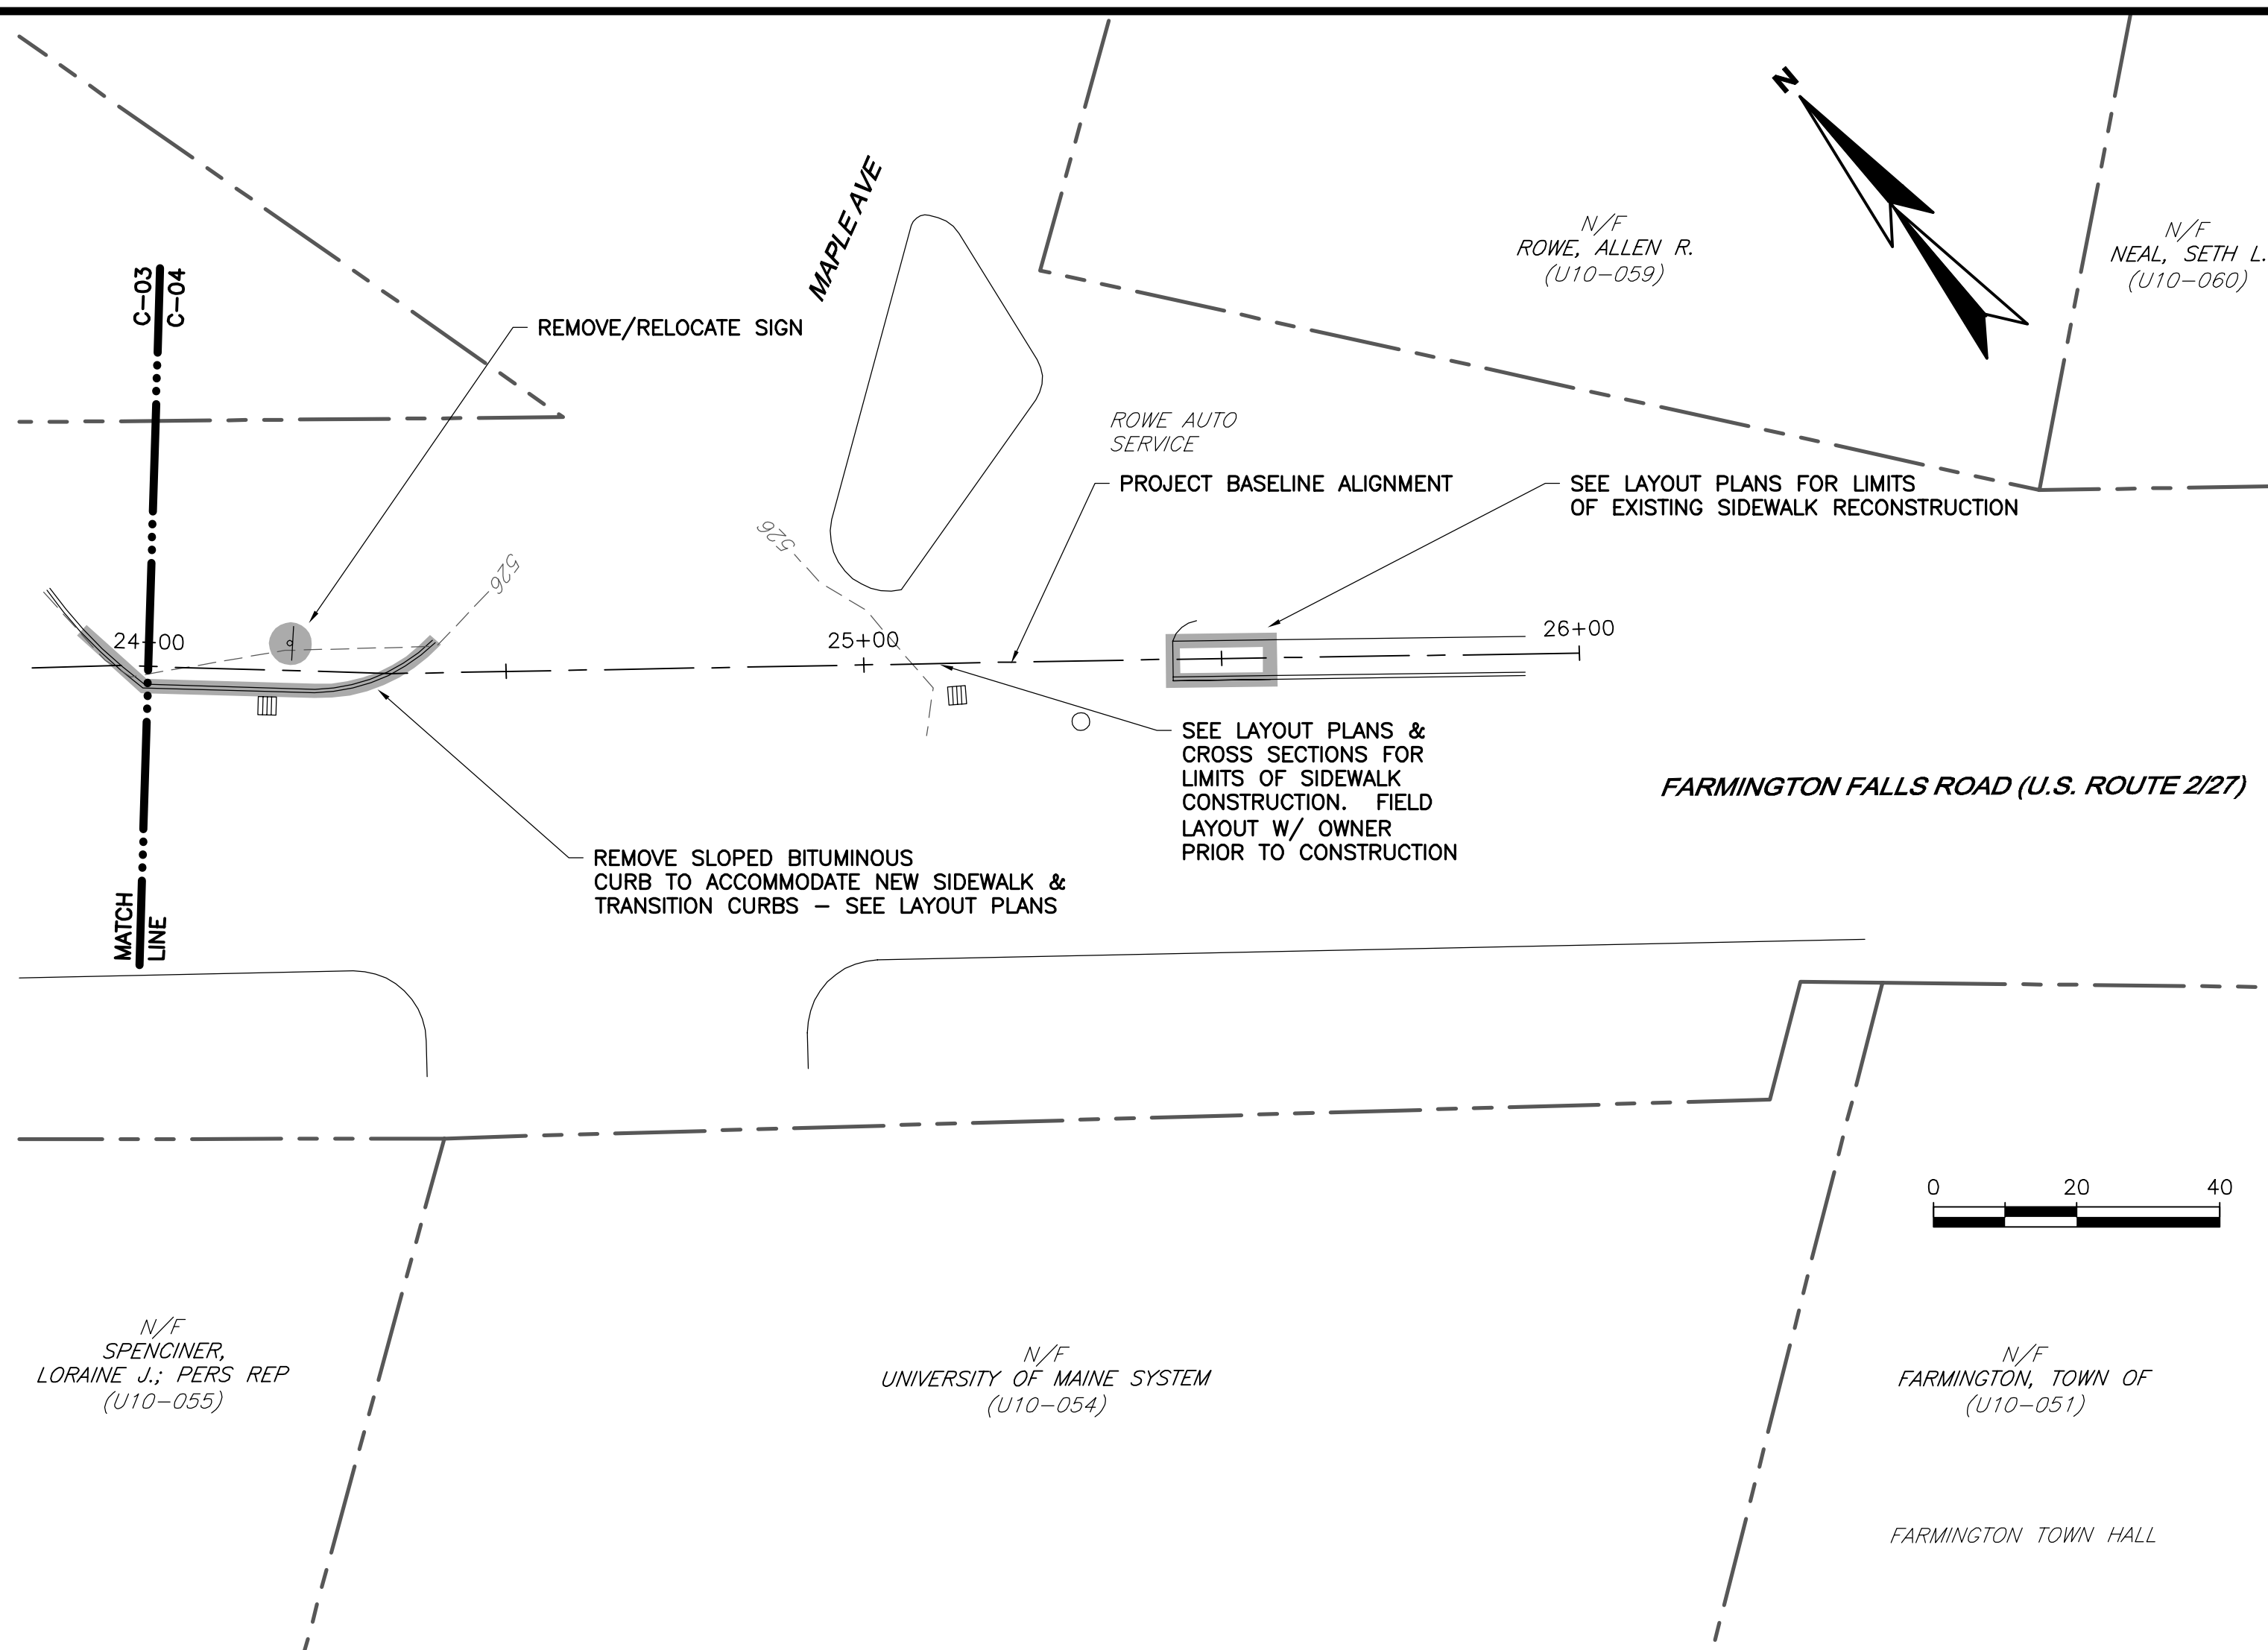 N
N/F
ROWE, ALLEN R.
(U10-059)
N/F
NEAL, SETH L.
(U10-060)
MAPLE AVE
C-03
C-04
REMOVE/RELOCATE SIGN
ROWE AUTO
SERVICE
PROJECT BASELINE ALIGNMENT
SEE LAYOUT PLANS FOR LIMITS
OF EXISTING SIDEWALK RECONSTRUCTION
526
526
24+00
25+00
26+00
SEE LAYOUT PLANS &
CROSS SECTIONS FOR
LIMITS OF SIDEWALK
CONSTRUCTION. FIELD
LAYOUT W/ OWNER
PRIOR TO CONSTRUCTION
FARMINGTON FALLS ROAD (U.S. ROUTE 2/27)
REMOVE SLOPED BITUMINOUS
CURB TO ACCOMMODATE NEW SIDEWALK &
TRANSITION CURBS – SEE LAYOUT PLANS
MATCH
LINE
0 20 40
N/F
SPENCINER,
LORAINE J.; PERS REP
(U10-055)
N/F
UNIVERSITY OF MAINE SYSTEM
(U10-054)
N/F
FARMINGTON, TOWN OF
(U10-051)
FARMINGTON TOWN HALL